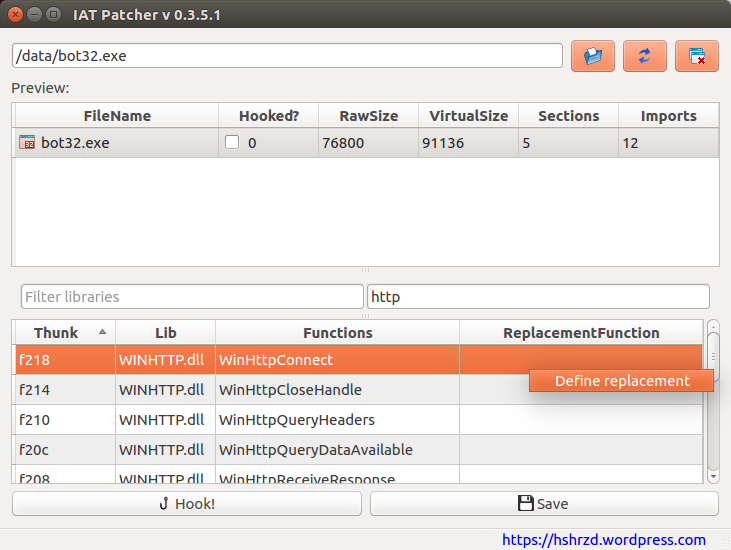 IAT Patcher v 0.3.5.1
/data/bot32.exe
Preview:
FileName Hooked? RawSize VirtualSize Sections Imports
bot32.exe 0 76800 91136 5 12
Filter libraries http
Thunk Lib Functions ReplacementFunction
f218 WINHTTP.dll WinHttpConnect
Define replacement
f214 WINHTTP.dll WinHttpCloseHandle
f210 WINHTTP.dll WinHttpQueryHeaders
f20c WINHTTP.dll WinHttpQueryDataAvailable
f208 WINHTTP.dll WinHttpReceiveResponse
Hook! Save
https://hshrzd.wordpress.com